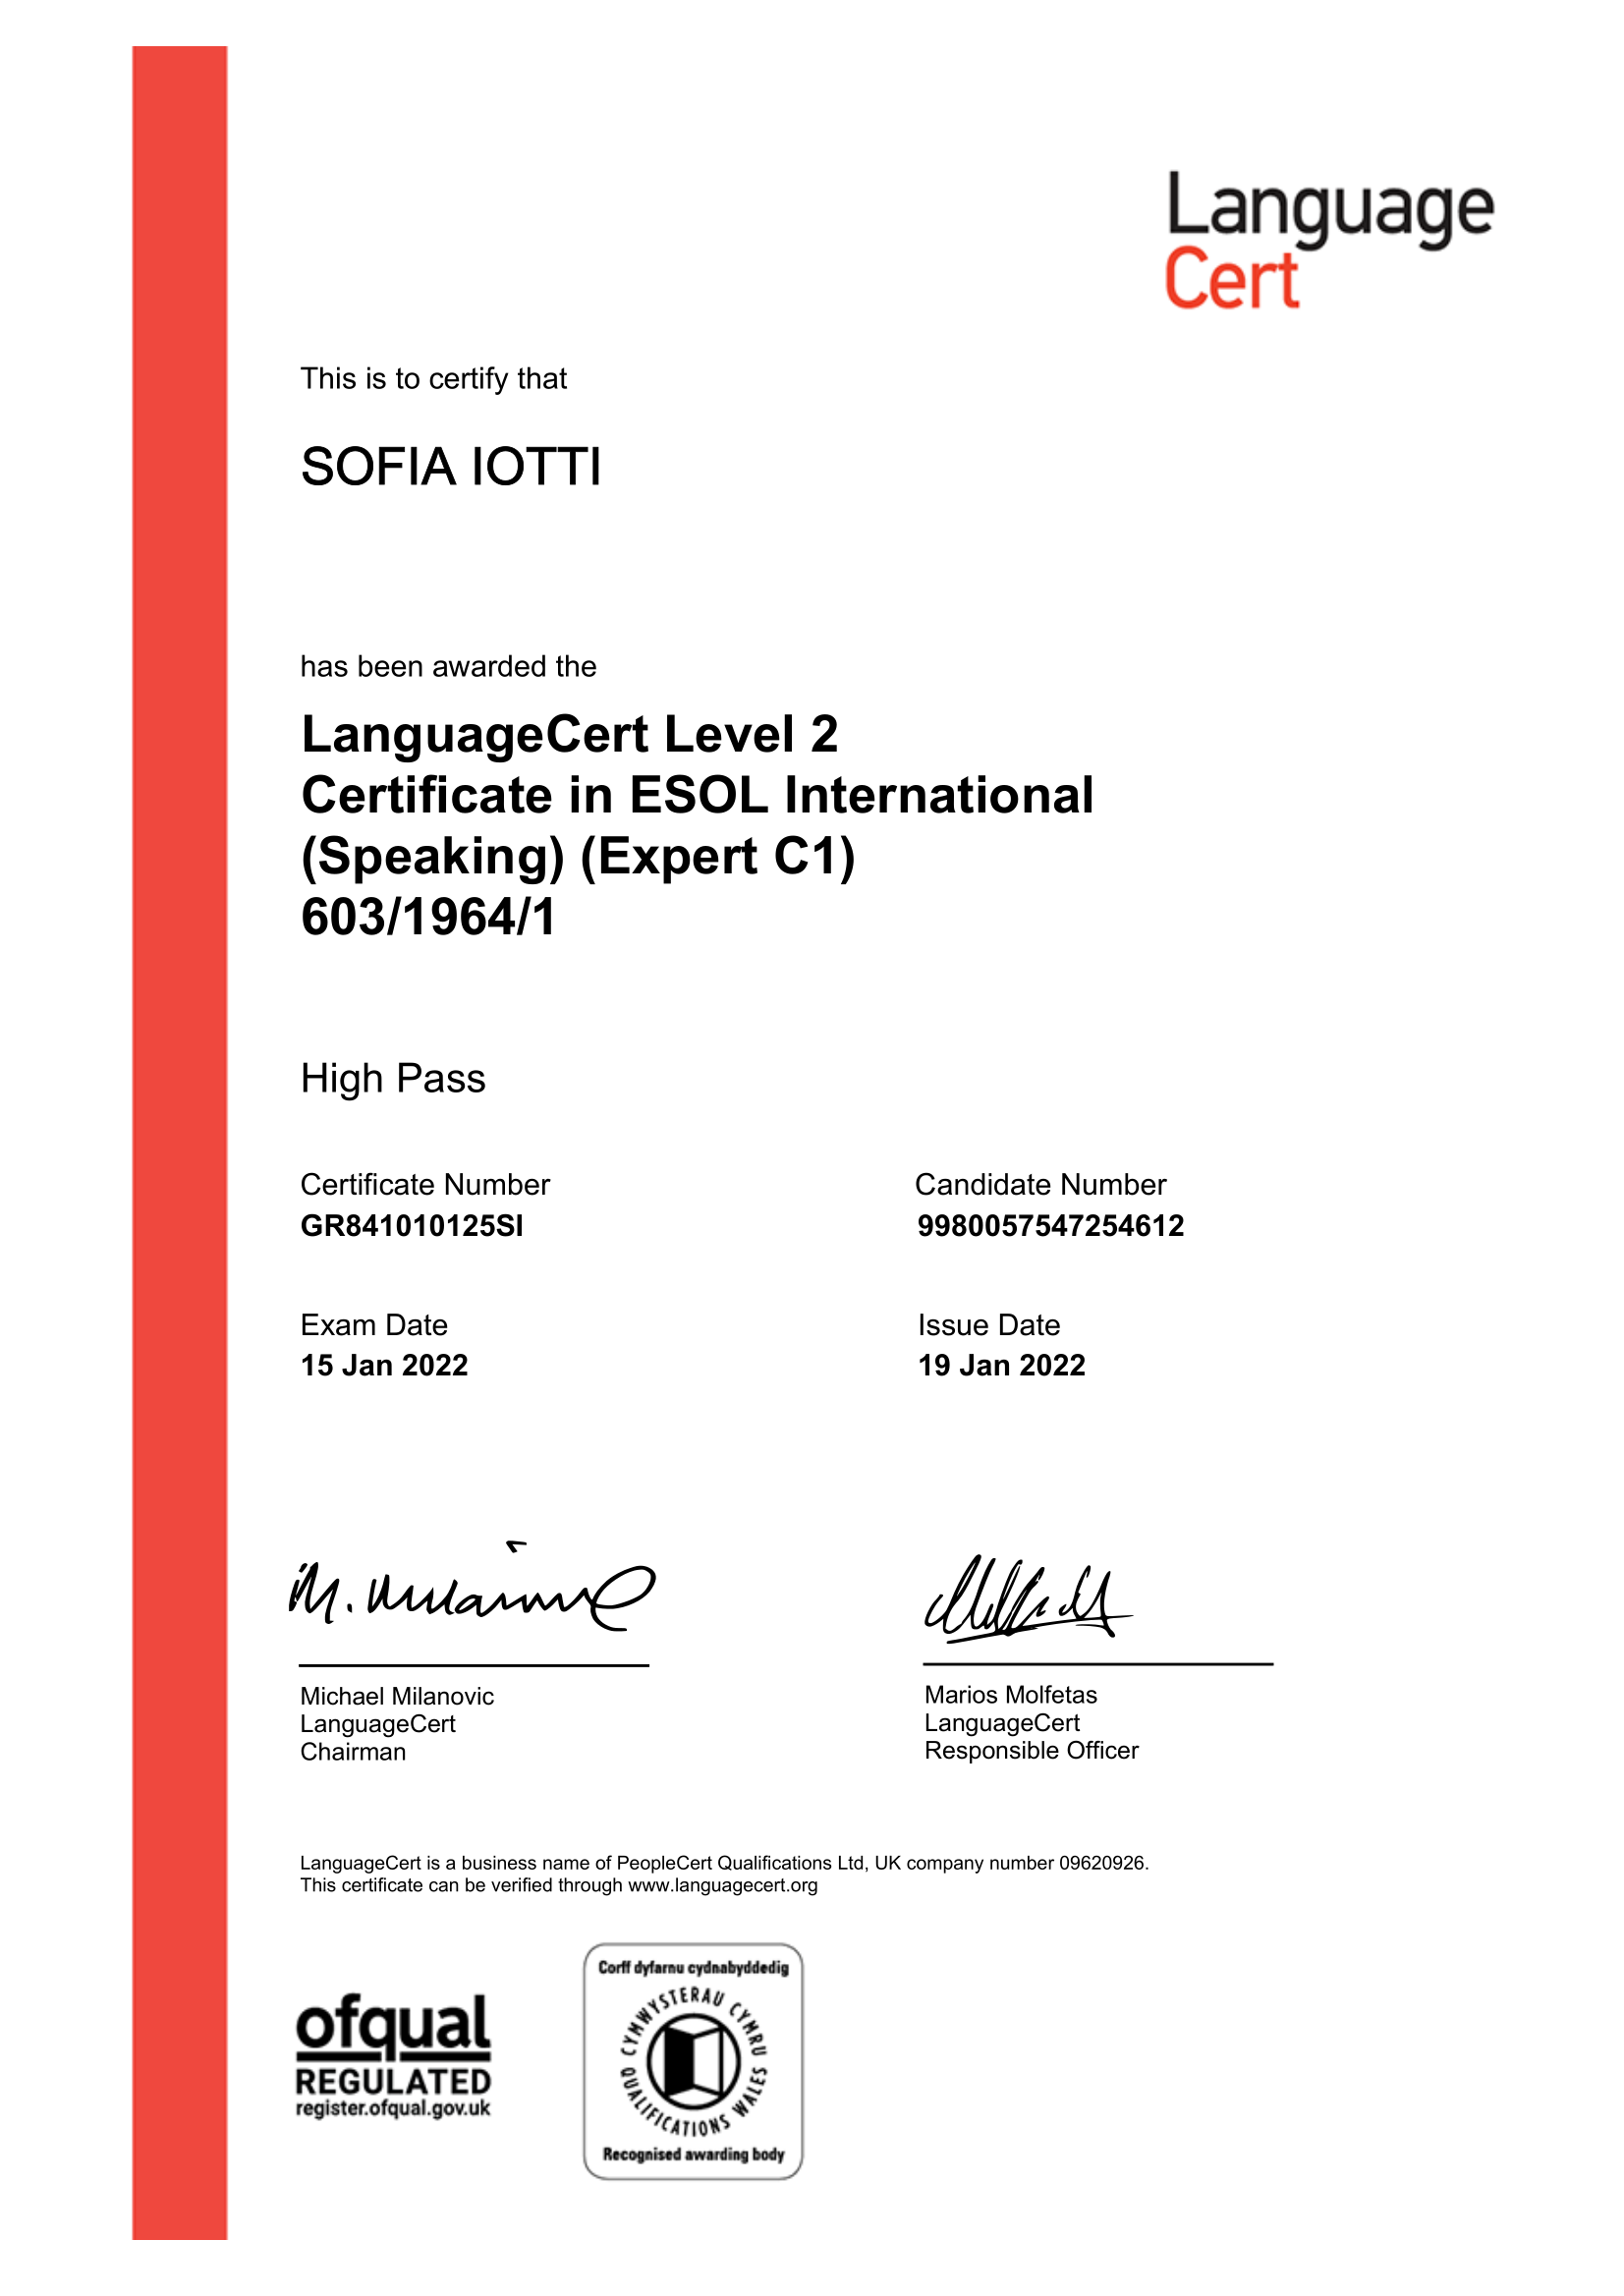 Language
Cert
This is to certify that
SOFIA IOTTI
has been awarded the
LanguageCert Level 2
Certificate in ESOL International
(Speaking) (Expert C1)
603/1964/1
High Pass
Certificate Number
GR841010125SI
Candidate Number
9980057547254612
Exam Date
15 Jan 2022
Issue Date
19 Jan 2022
M. Milanovic
Michael Milanovic
LanguageCert
Chairman
Marios Molfetas
LanguageCert
Responsible Officer
LanguageCert is a business name of PeopleCert Qualifications Ltd, UK company number 09620926.
This certificate can be verified through www.languagecert.org
ofqual
REGULATED
register.ofqual.gov.uk
Corff dyfarnu cydnabyddedig
CYMWYSTERAU CYMRU
QUALIFICATIONS WALES
Recognised awarding body